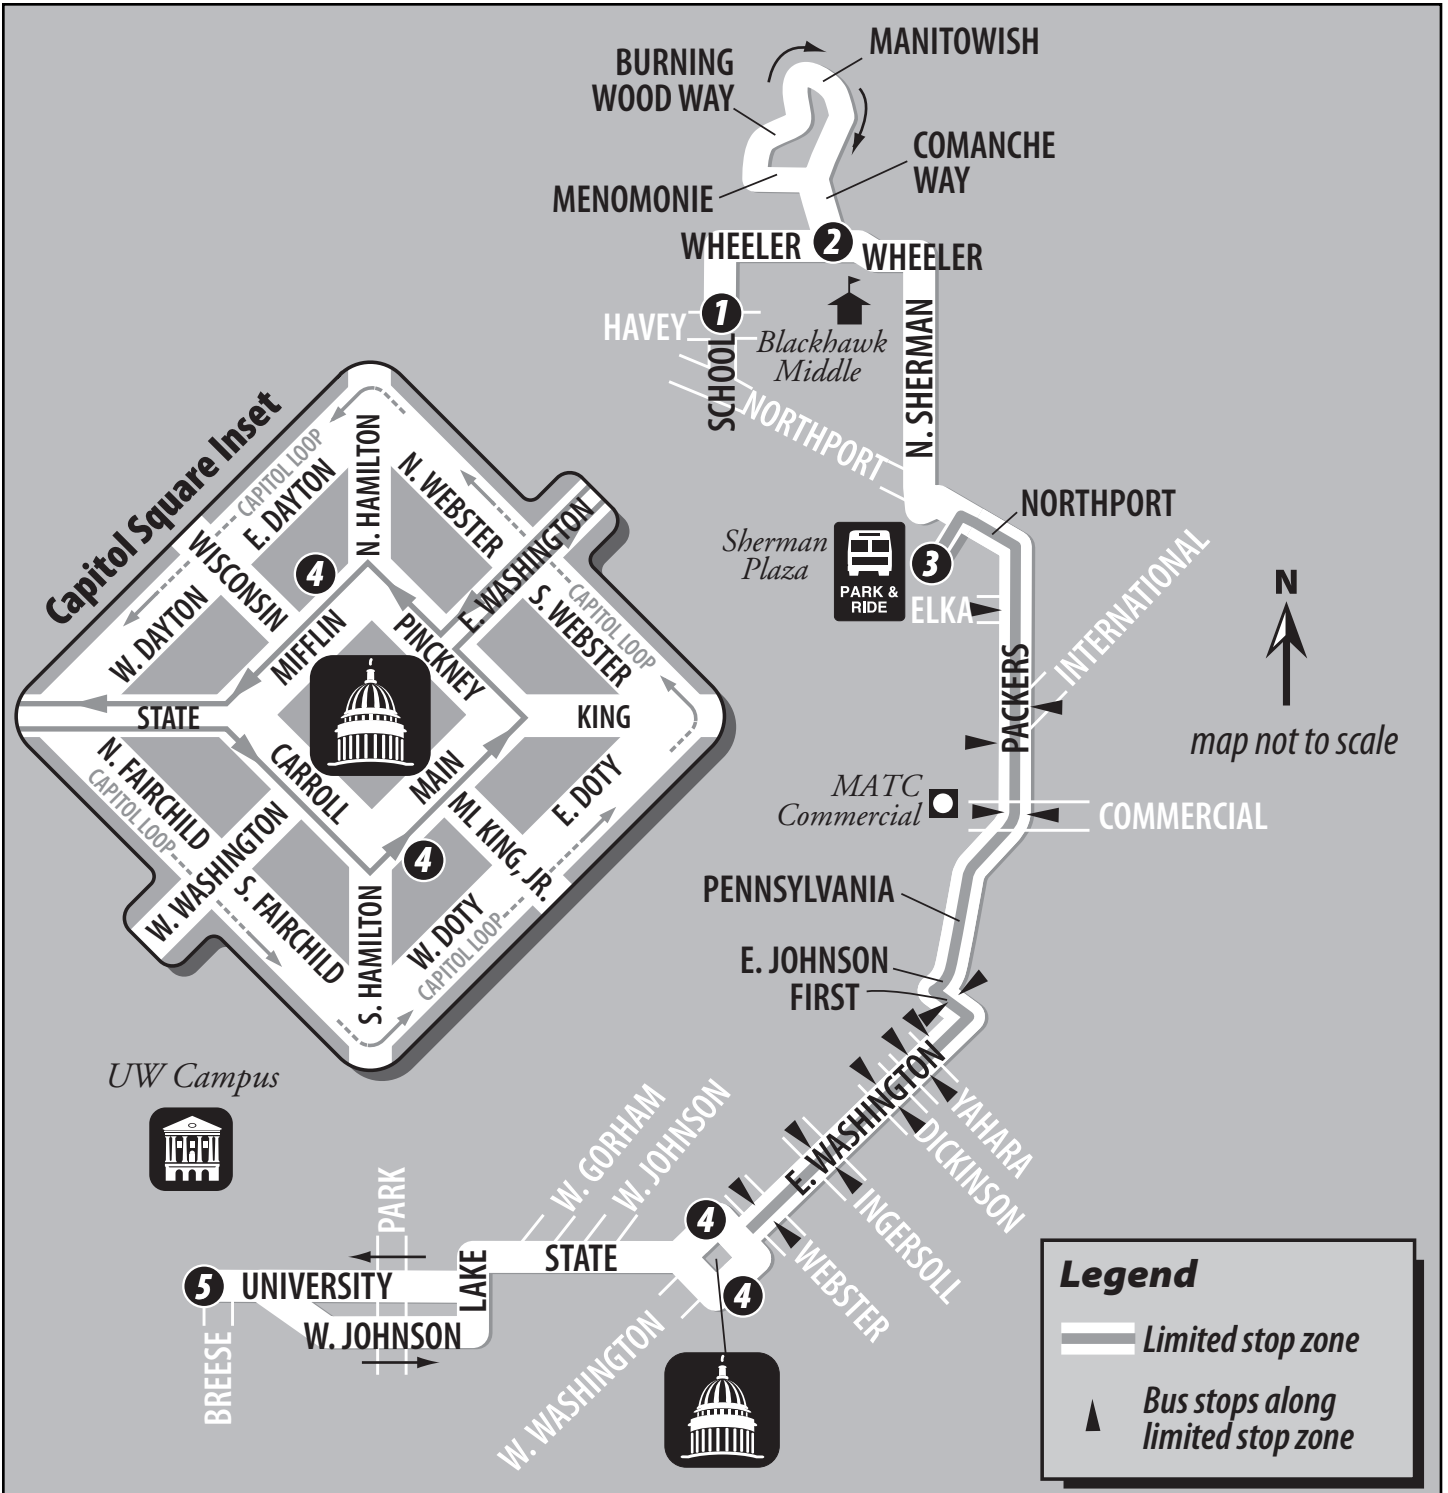 MANITOWISH
BURNING
WOOD WAY
COMANCHE
WAY
MENOMONIE
WHEELER
2
WHEELER
1
HAVEY
Blackhawk
Middle
SCHOOL
N. SHERMAN
NORTHPORT
NORTHPORT
Sherman
Plaza
PARK &
RIDE
3
ELKA
INTERNATIONAL
PACKERS
N
map not to scale
MATC
Commercial
COMMERCIAL
PENNSYLVANIA
E. JOHNSON
FIRST
Capitol Square Inset
CAPITOL LOOP
E. DAYTON
N. HAMILTON
N. WEBSTER
E. WASHINGTON
WISCONSIN
4
W. DAYTON
MIFFLIN
PINCKNEY
S. WEBSTER
CAPITOL LOOP
STATE
KING
N. FAIRCHILD
CAPITOL LOOP
CARROLL
MAIN
E. DOTY
W. WASHINGTON
4
ML KING, JR.
S. FAIRCHILD
S. HAMILTON
W. DOTY
CAPITOL LOOP
UW Campus
E. WASHINGTON
YAHARA
DICKINSON
INGERSOLL
WEBSTER
W. GORHAM
W. JOHNSON
PARK
4
STATE
LAKE
5
UNIVERSITY
4
W. JOHNSON
BREESE
W. WASHINGTON
Legend
Limited stop zone
Bus stops along
limited stop zone